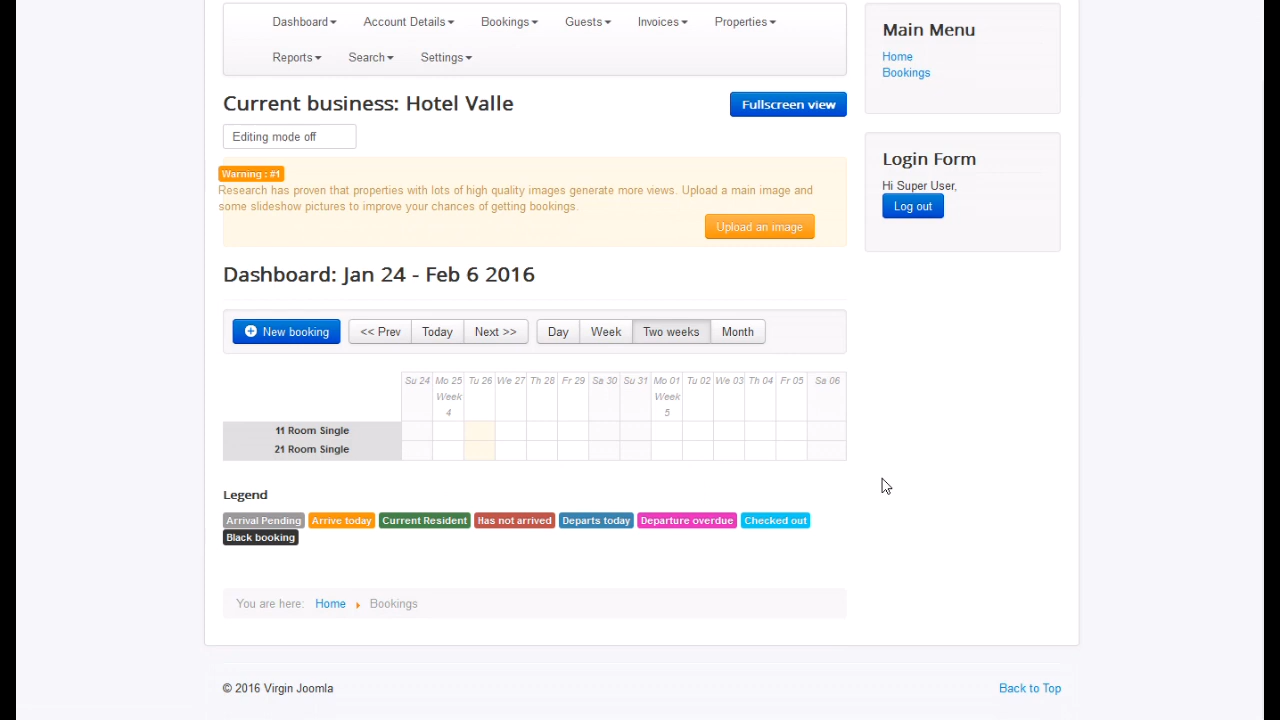 Dashboard Account Details Bookings Guests Invoices Properties
Reports Search Settings
Main Menu
Home
Bookings
Current business: Hotel Valle
Fullscreen view
Editing mode off
Login Form
Hi Super User,
Log out
Warning : #1
Research has proven that properties with lots of high quality images generate more views. Upload a main image and
some slideshow pictures to improve your chances of getting bookings.
Upload an image
Dashboard: Jan 24 - Feb 6 2016
New booking << Prev Today Next >> Day Week Two weeks Month
Su 24 Mo 25 Tu 26 We 27 Th 28 Fr 29 Sa 30 Su 31 Mo 01 Tu 02 We 03 Th 04 Fr 05 Sa 06
Week Week
4 5
11 Room Single
21 Room Single
Legend
Arrival Pending Arrive today Current Resident Has not arrived Departs today Departure overdue Checked out
Black booking
You are here: Home Bookings
© 2016 Virgin Joomla
Back to Top